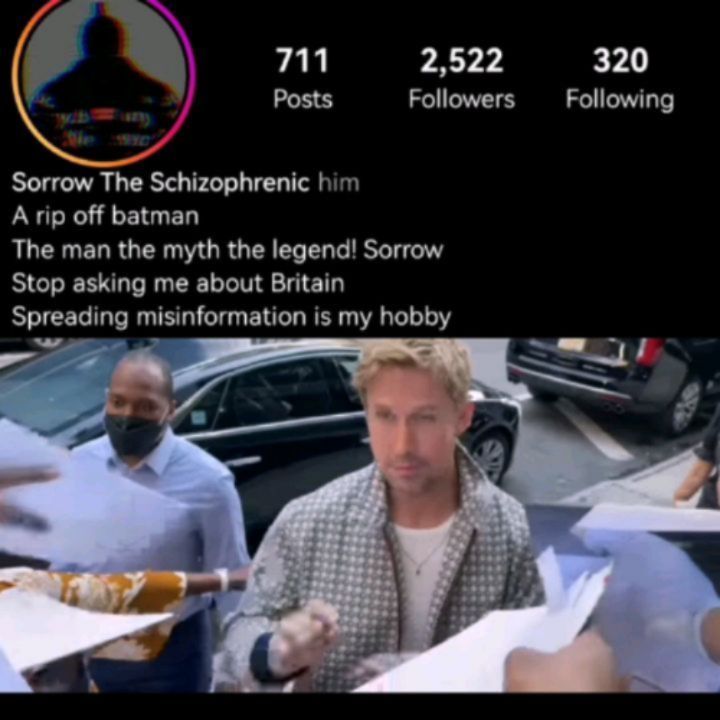 711
2,522
320
Posts
Followers
Following
Sorrow The Schizophrenic him
A rip off batman
The man the myth the legend! Sorrow
Stop asking me about Britain
Spreading misinformation is my hobby